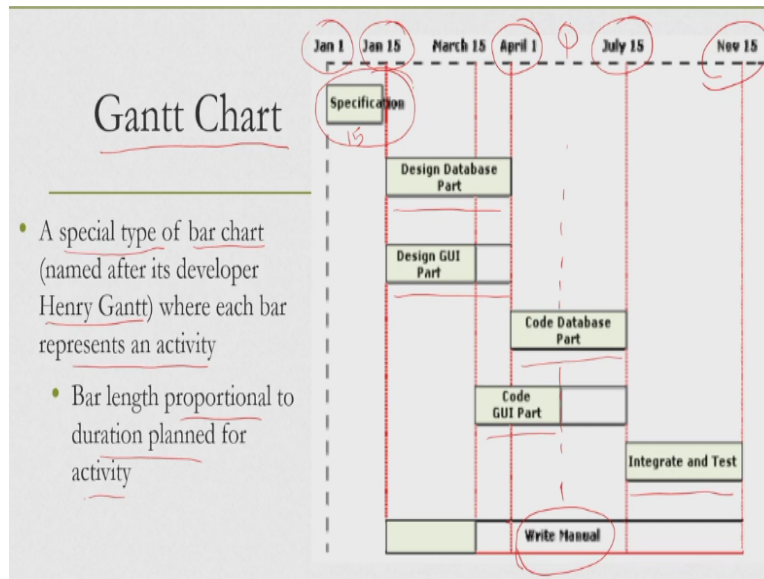 Gantt Chart
• A special type of bar chart
(named after its developer
Henry Gantt) where each bar
represents an activity
• Bar length proportional to
duration planned for
activity
Jan 1 Jan 15 March 15 April 1 July 15 Nov 15
Specification
15
Design Database
Part
Design GUI
Part
Code Database
Part
Code
GUI Part
Integrate and Test
Write Manual